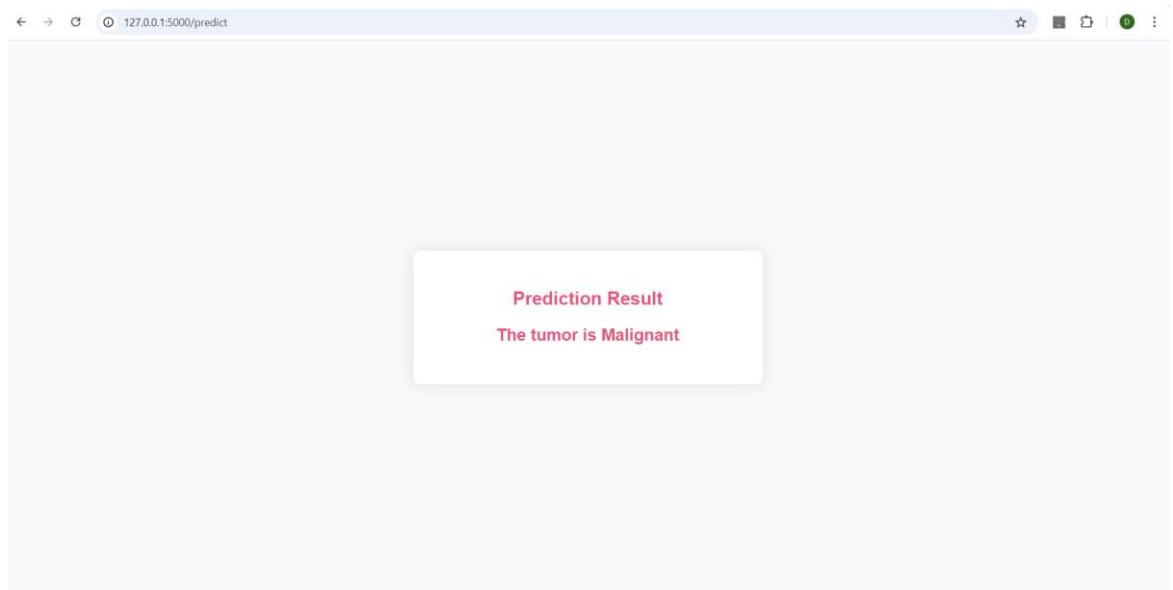 127.0.0.1:5000/predict
D
Prediction Result
The tumor is Malignant